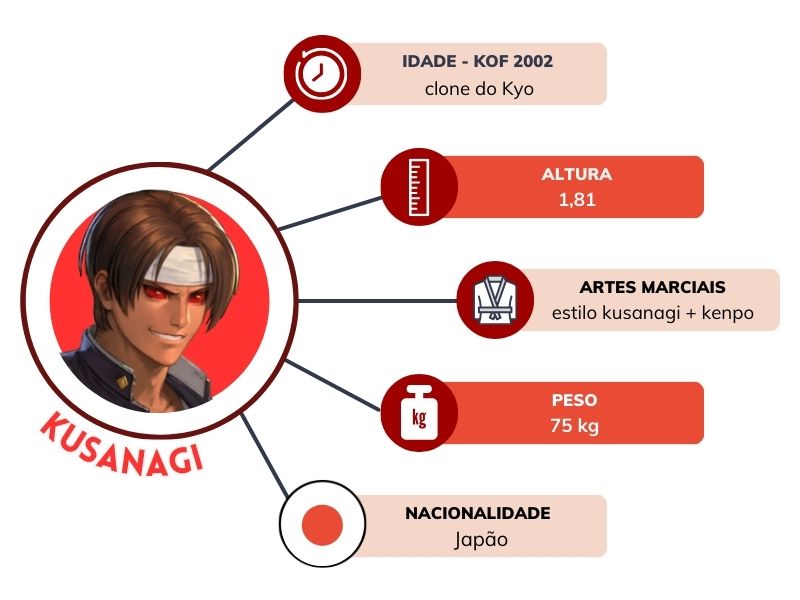 IDADE - KOF 2002
clone do Kyo
ALTURA
1,81
ARTES MARCIAIS
estilo kusanagi + kenpo
PESO
75 kg
kg
KUSANAGI
NACIONALIDADE
Japão